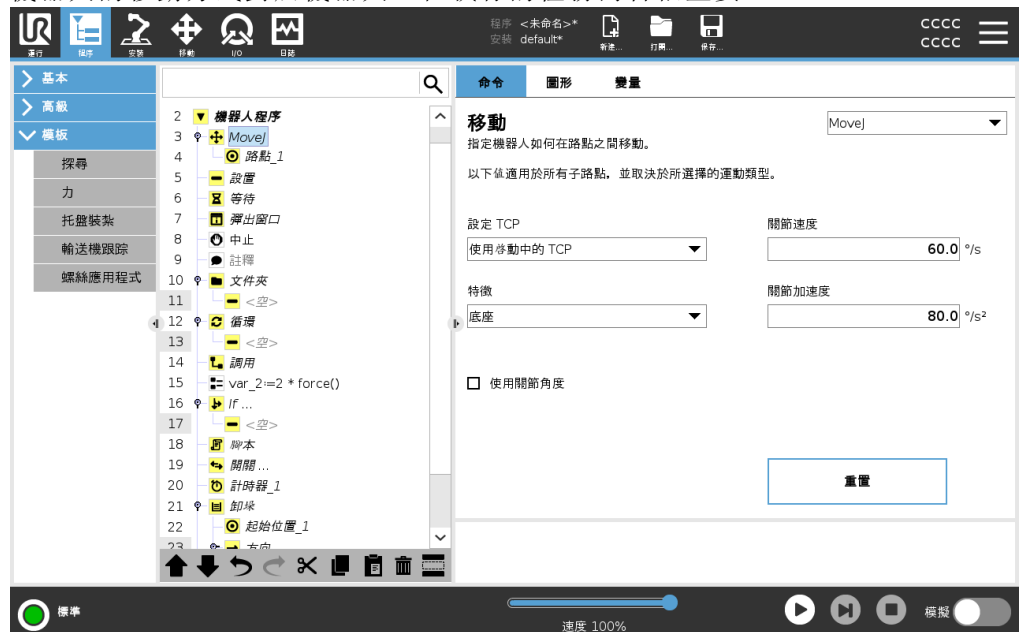 程序 <未命名>*
安裝 default*
運行
程序
安裝
移動
I/O
日誌
新建...
打開...
保存...
CCCC
CCCC
基本
高級
模板
探尋
力
托盤裝紮
輸送機跟踪
螺絲應用程式
2 機器人程序
3 MoveJ
4 路點_1
5 設置
6 等待
7 彈出窗口
8 中止
9 註釋
10 文件夾
11 <空>
12 循環
13 <空>
14 調用
15 var_2:=2 * force()
16 If ...
17 <空>
18 腳本
19 開關 ...
20 計時器_1
21 卸垛
22 起始位置_1
23 方向
命令 圖形 變量
移動
MoveJ
指定機器人如何在路點之間移動。
以下值適用於所有子路點，並取決於所選擇的運動類型。
設定 TCP
使用啓動中的 TCP
關節速度
60.0 °/s
特徵
底座
關節加速度
80.0 °/s²
使用關節角度
重置
標準
速度 100%
模擬